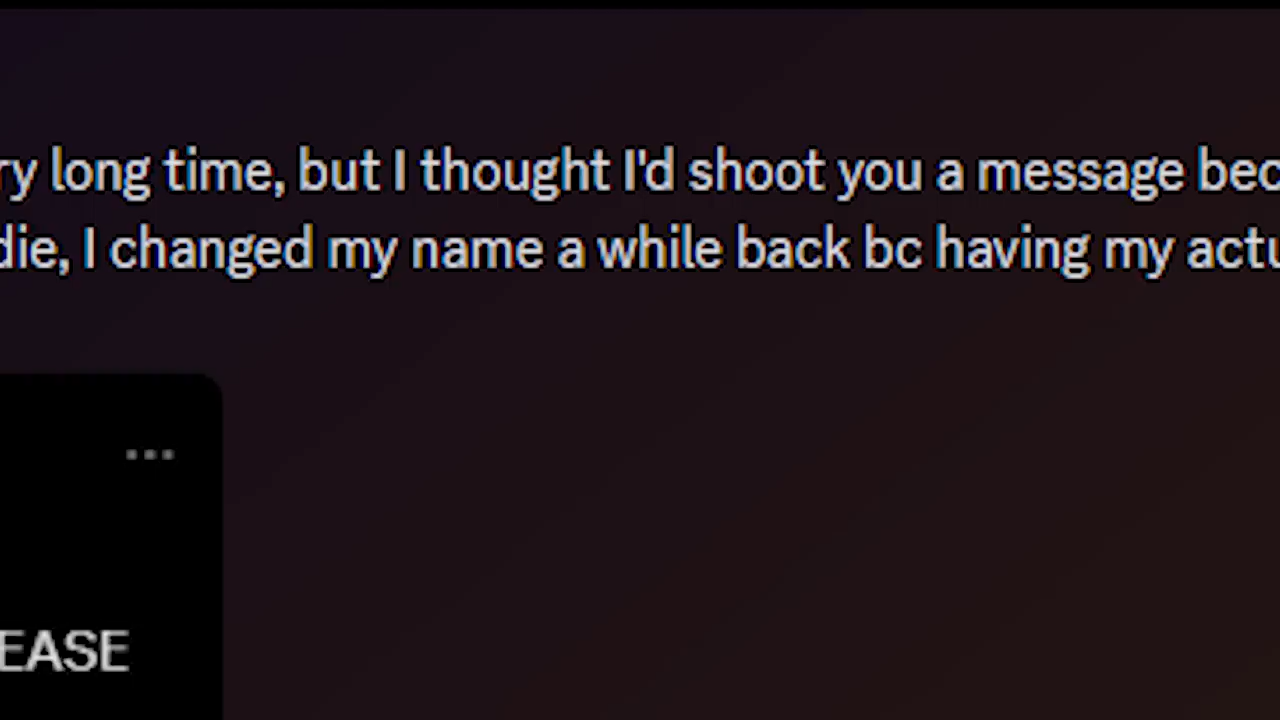 ry long time, but I thought I'd shoot you a message bec
die, I changed my name a while back bc having my actu
...
EASE